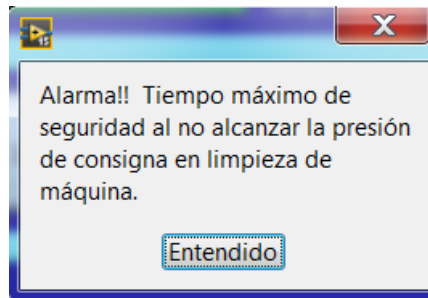 Alarma!! Tiempo máximo de
seguridad al no alcanzar la presión
de consigna en limpieza de
máquina.
Entendido